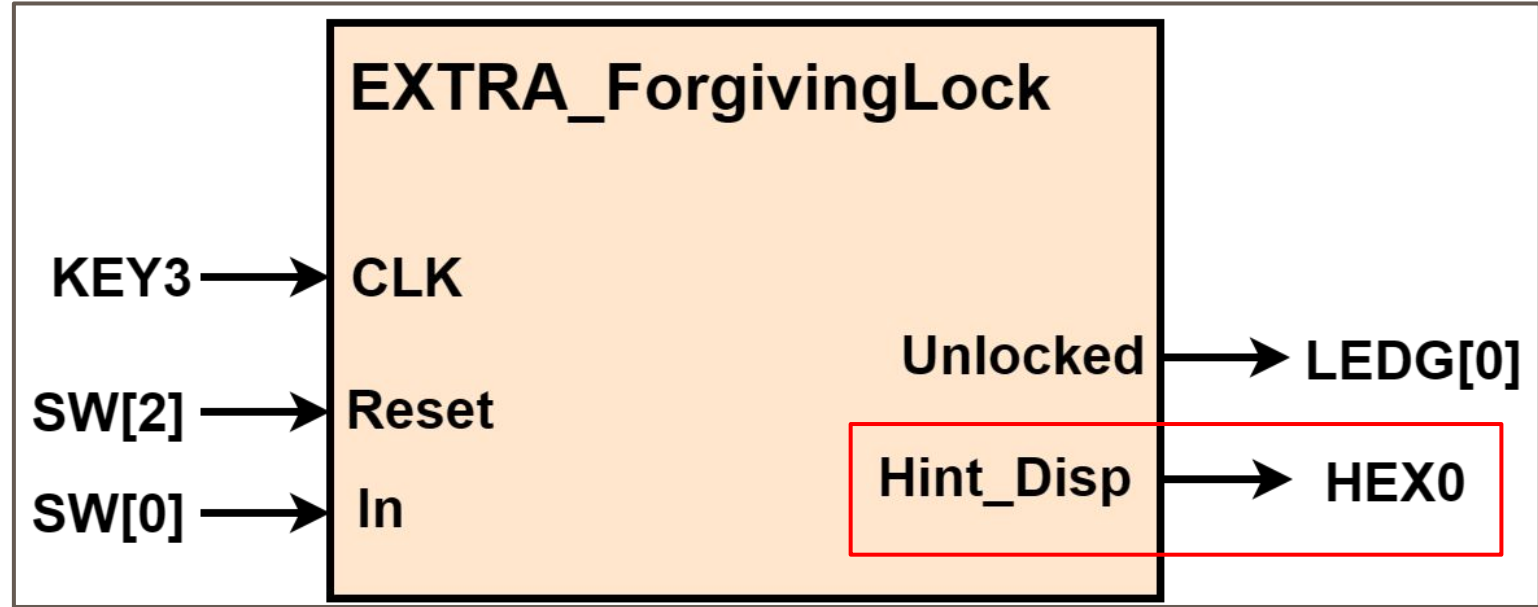 EXTRA_ForgivingLock
KEY3
CLK
Unlocked
LEDG[0]
SW[2]
Reset
Hint_Disp
HEX0
SW[0]
In